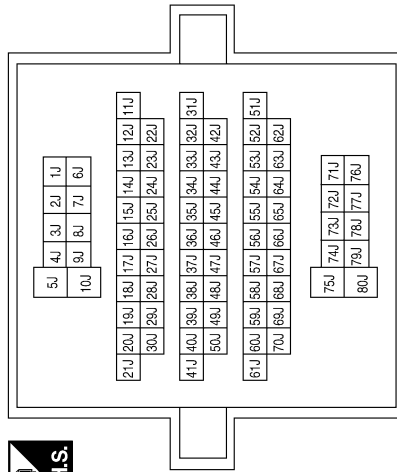 H.S.
5J 4J 3J 2J 1J
10J 9J 8J 7J 6J
21J 20J 19J 18J 17J 16J 15J 14J 13J 12J 11J
30J 29J 28J 27J 26J 25J 24J 23J 22J
41J 40J 39J 38J 37J 36J 35J 34J 33J 32J 31J
50J 49J 48J 47J 46J 45J 44J 43J 42J
61J 60J 59J 58J 57J 56J 55J 54J 53J 52J 51J
70J 69J 68J 67J 66J 65J 64J 63J 62J
75J 74J 73J 72J 71J
80J 79J 78J 77J 76J